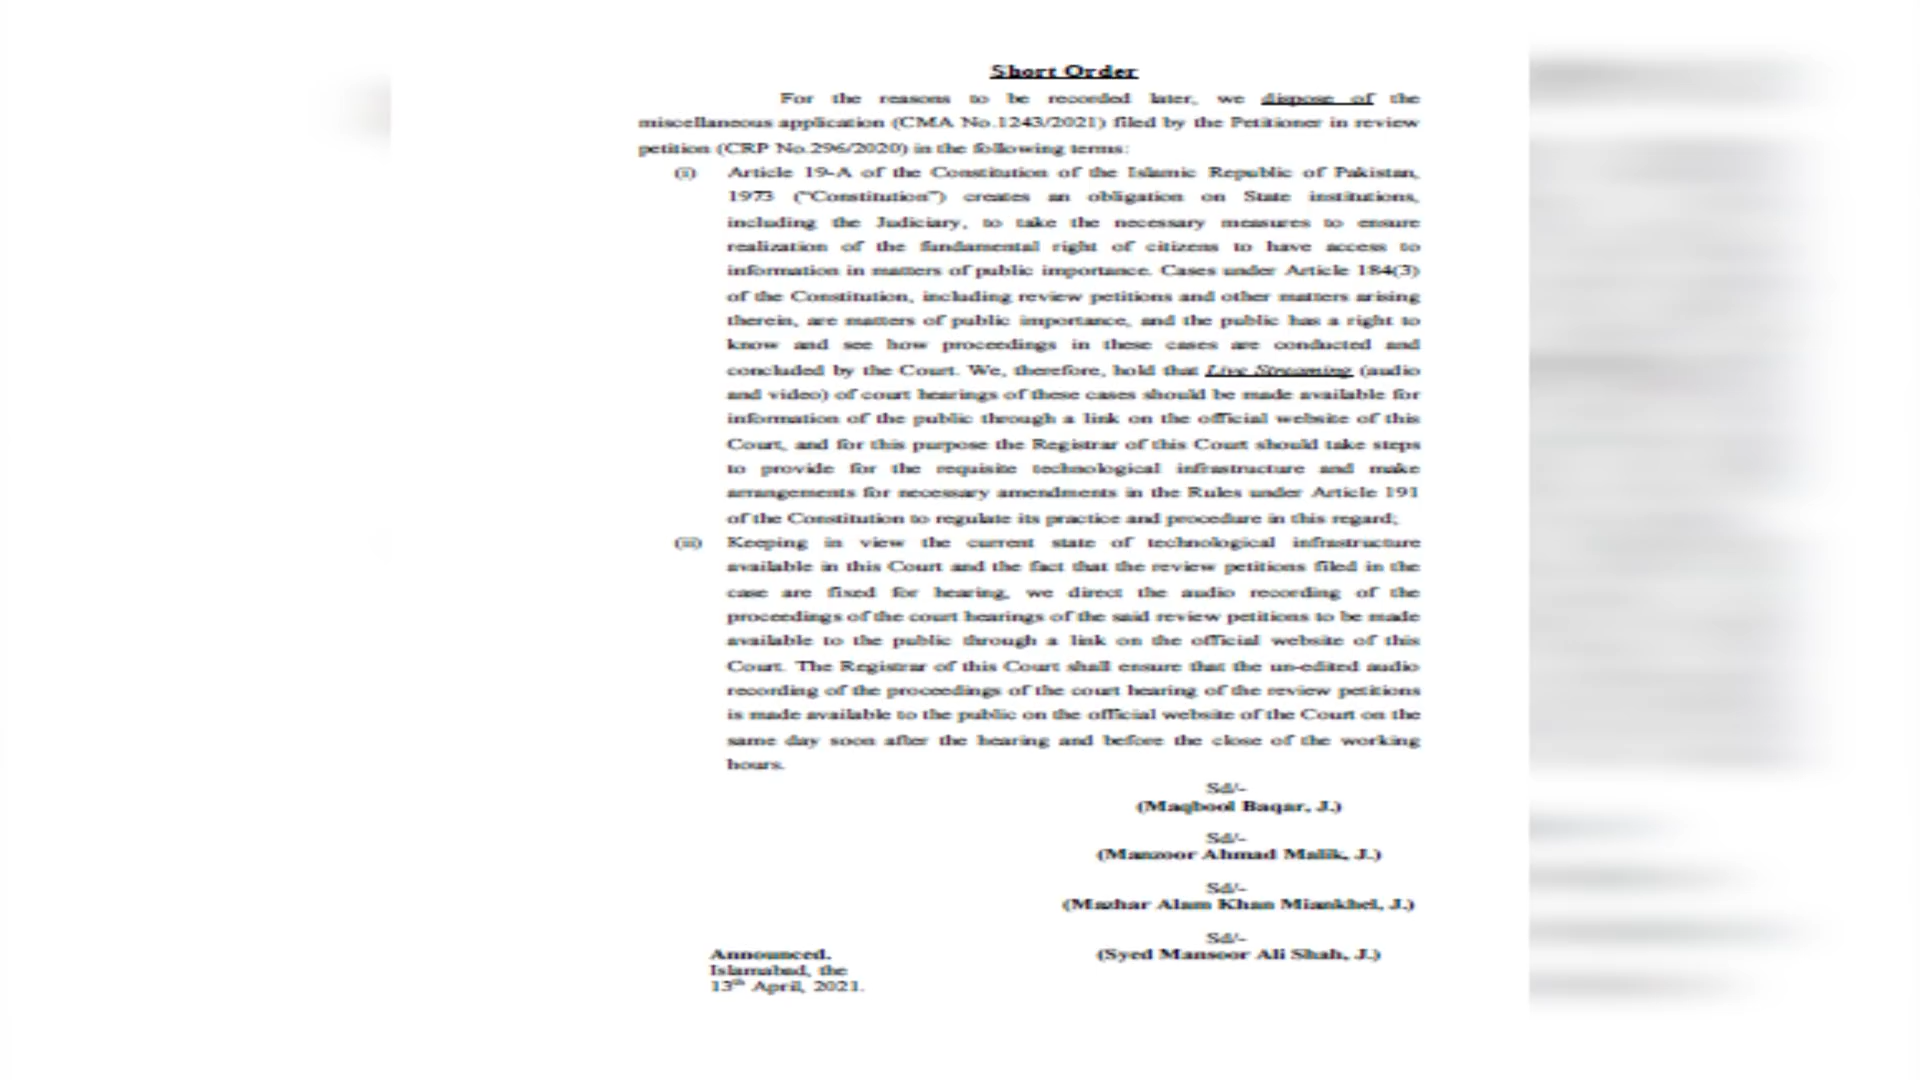 Short Order
For the reasons to be recorded later, we dispose of the
miscellaneous application (CMA No.1243/2021) filed by the Petitioner in review
petition (CRP No.296/2020) in the following terms:
(i) Article 19-A of the Constitution of the Islamic Republic of Pakistan,
1973 (“Constitution”) creates an obligation on State institutions,
including the Judiciary, to take the necessary measures to ensure
realization of the fundamental right of citizens to have access to
information in matters of public importance. Cases under Article 184(3)
of the Constitution, including review petitions and other matters arising
therein, are matters of public importance, and the public has a right to
know and see how proceedings in these cases are conducted and
concluded by the Court. We, therefore, hold that Live Streaming (audio
and video) of court hearings of these cases should be made available for
information of the public through a link on the official website of this
Court, and for this purpose the Registrar of this Court should take steps
to provide for the requisite technological infrastructure and make
arrangements for necessary amendments in the Rules under Article 191
of the Constitution to regulate its practice and procedure in this regard;
(ii) Keeping in view the current state of technological infrastructure
available in this Court and the fact that the review petitions filed in the
case are fixed for hearing, we direct the audio recording of the
proceedings of the court hearings of the said review petitions to be made
available to the public through a link on the official website of this
Court. The Registrar of this Court shall ensure that the un-edited audio
recording of the proceedings of the court hearing of the review petitions
is made available to the public on the official website of the Court on the
same day soon after the hearing and before the close of the working
hours.
Sd/-
(Maqbool Baqar, J.)
Sd/-
(Manzoor Ahmad Malik, J.)
Sd/-
(Mazhar Alam Khan Miankhel, J.)
Sd/-
(Syed Mansoor Ali Shah, J.)
Announced.
Islamabad, the
13th April, 2021.